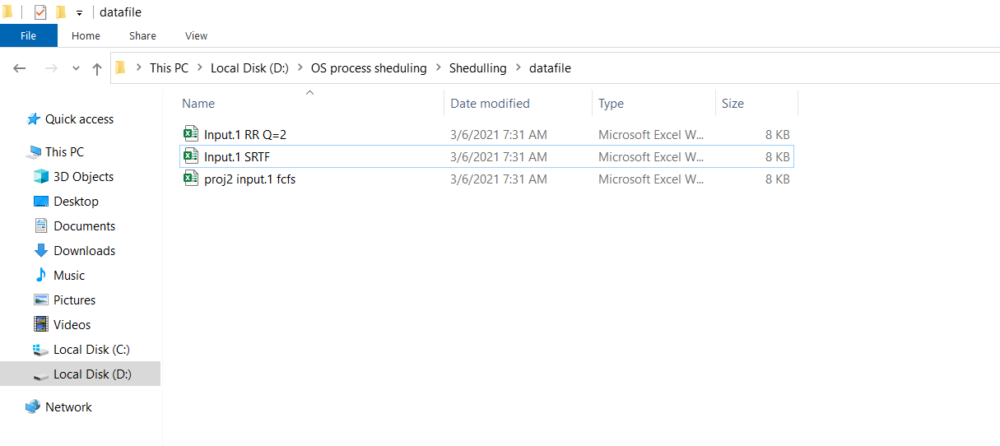 datafile
File Home Share View
This PC Local Disk (D:) OS process sheduling Shedulling datafile
Name Date modified Type Size
Quick access
This PC
3D Objects
Desktop
Documents
Downloads
Music
Pictures
Videos
Local Disk (C:)
Local Disk (D:)
Network
Input.1 RR Q=2 3/6/2021 7:31 AM Microsoft Excel W... 8 KB
Input.1 SRTF 3/6/2021 7:31 AM Microsoft Excel W... 8 KB
proj2 input.1 fcfs 3/6/2021 7:31 AM Microsoft Excel W... 8 KB